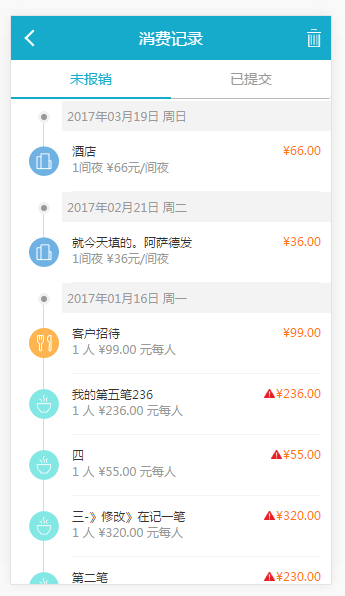 消费记录
未报销
已提交
2017年03月19日 周日
酒店
¥66.00
1间夜 ¥66元/间夜
2017年02月21日 周二
就今天填的。阿萨德发
¥36.00
1间夜 ¥36元/间夜
2017年01月16日 周一
客户招待
¥99.00
1 人 ¥99.00 元每人
我的第五笔236
¥236.00
1 人 ¥236.00 元每人
四
¥55.00
1 人 ¥55.00 元每人
三-》修改》在记一笔
¥320.00
1 人 ¥320.00 元每人
第二笔
¥230.00